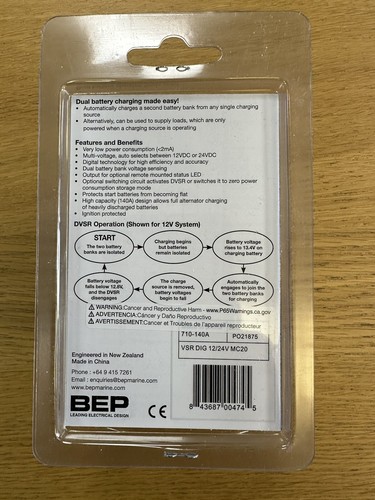 Dual battery charging made easy!
• Automatically charges a second battery bank from any single charging
source
• Alternatively, can be used to supply loads, which are only
powered when a charging source is operating
Features and Benefits
• Very low power consumption (<2mA)
• Multi-voltage, auto selects between 12VDC or 24VDC
• Digital technology for high efficiency and accuracy
• Dual battery bank voltage sensing
• Output for optional remote mounted status LED
• Optional switching circuit activates DVSR or switches it to zero power
consumption storage mode
• Protects start batteries from becoming flat
• High capacity (140A) design allows full alternator charging
of heavily discharged batteries
• Ignition protected
DVSR Operation (Shown for 12V System)
START
The two battery
banks are isolated
Charging begins
but batteries
remain isolated
Battery voltage
rises to 13.4V on
charging battery
Battery voltage
falls below 12.8V,
and the DVSR
disengages
The charge
source is removed,
battery voltages
begin to fall
Automatically
engages to join the
two battery banks
for charging
⚠ WARNING: Cancer and Reproductive Harm - www.P65Warnings.ca.gov
⚠ ADVERTENCIA: Cáncer y Daño Reproductivo
⚠ AVERTISSEMENT: Cancer et Troubles de l'appareil reproducteur
710-140A PO21875
VSR DIG 12/24V MC20
Engineered in New Zealand
Made in China
Phone : +64 9 415 7261
Email : enquiries@bepmarine.com
www.bepmarine.com
BEP
LEADING ELECTRICAL DESIGN
CE
8 43687 00474 5